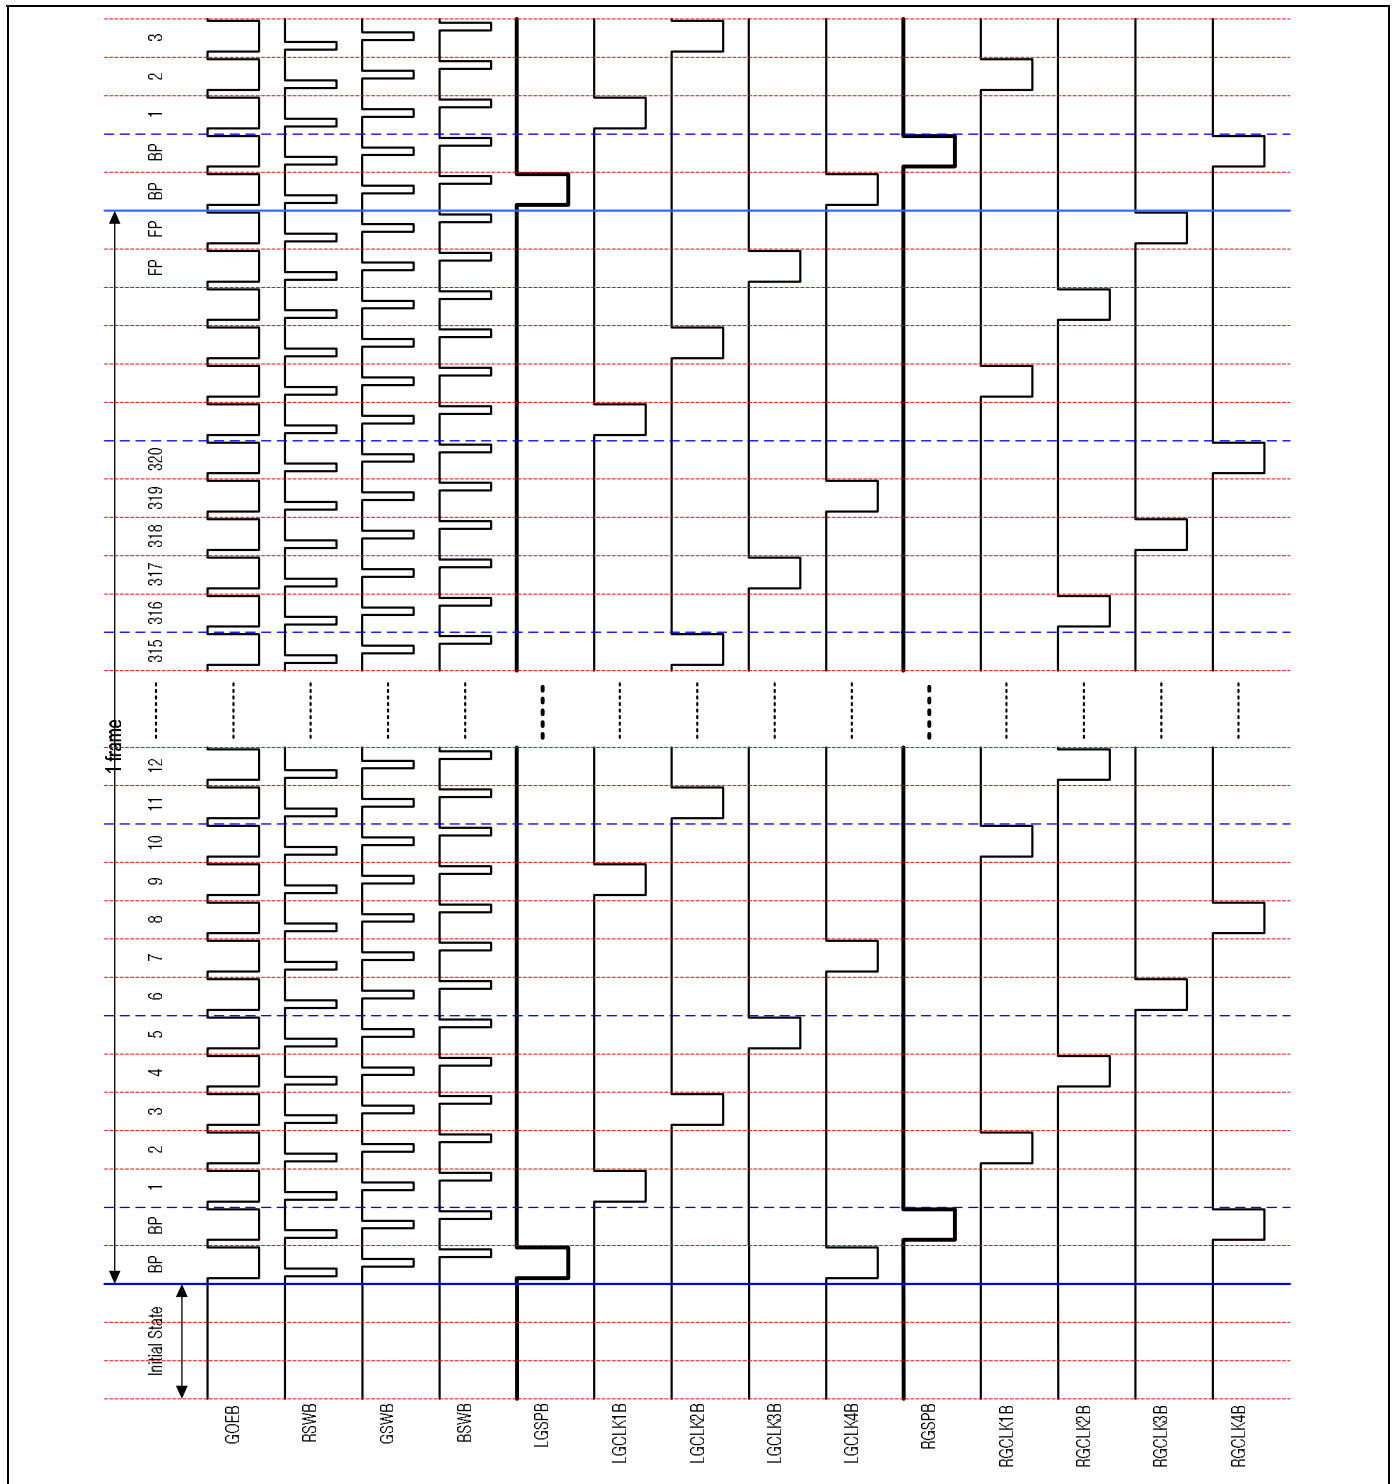 1 frame
Initial State BP BP 1 2 3 4 5 6 7 8 9 10 11 12 315 316 317 318 319 320 FP FP BP BP 1 2 3
GOEB
RSWB
GSWB
BSWB
LGSPB
LGCLK1B
LGCLK2B
LGCLK3B
LGCLK4B
RGSPB
RGCLK1B
RGCLK2B
RGCLK3B
RGCLK4B